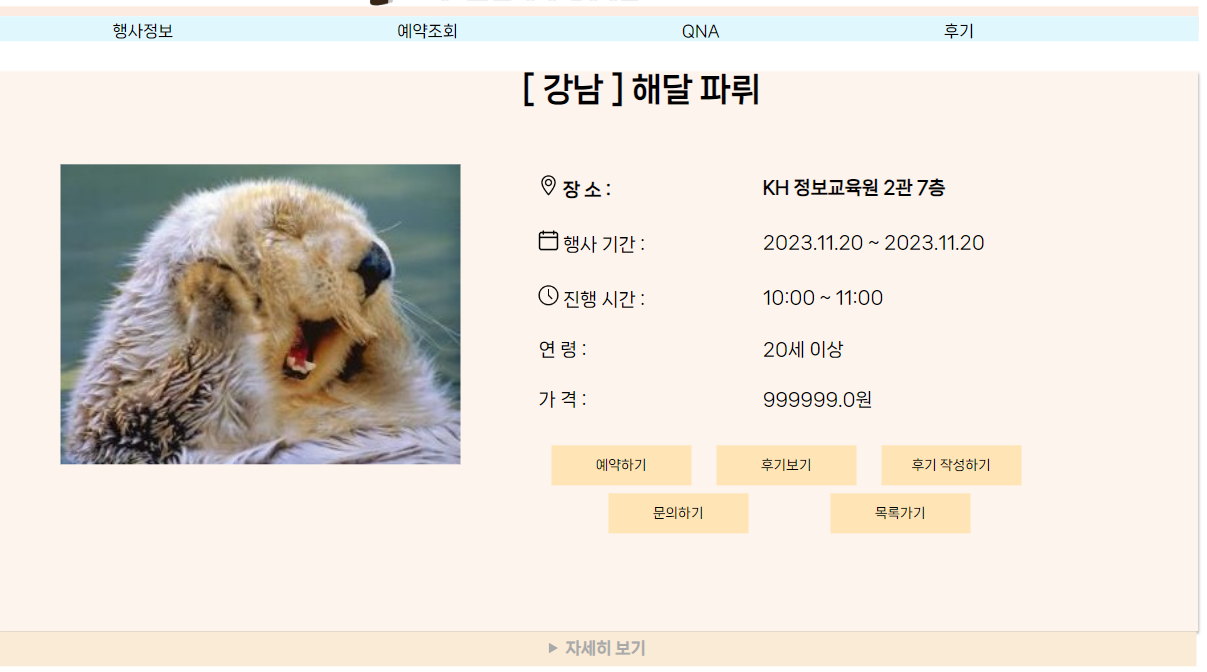 행사정보 예약조회 QNA 후기
[ 강남 ] 해달 파뤼
장 소 : KH 정보교육원 2관 7층
행사 기간 : 2023.11.20 ~ 2023.11.20
진행 시간 : 10:00 ~ 11:00
연 령 : 20세 이상
가 격 : 999999.0원
예약하기 후기보기 후기 작성하기
문의하기 목록가기
▶ 자세히 보기